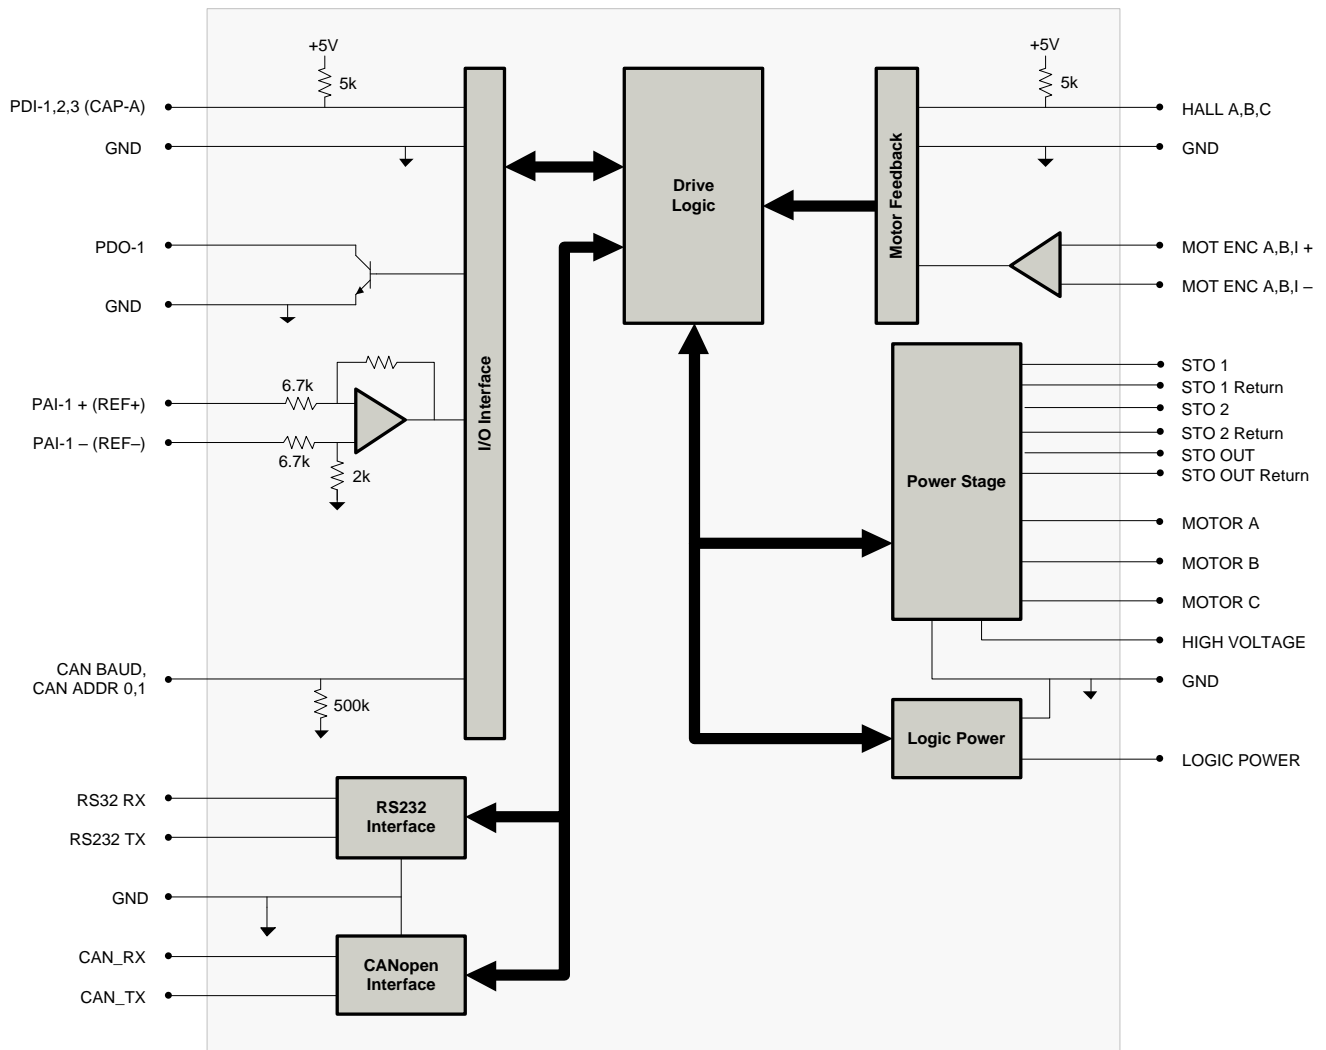 +5V
5k
PDI-1,2,3 (CAP-A)
GND
PDO-1
GND
6.7k
PAI-1 + (REF+)
PAI-1 – (REF–)
6.7k
2k
CAN BAUD,
CAN ADDR 0,1
500k
RS32 RX
RS232 TX
GND
CAN_RX
CAN_TX
I/O Interface
RS232
Interface
CANopen
Interface
Drive
Logic
Motor Feedback
+5V
5k
HALL A,B,C
GND
MOT ENC A,B,I +
MOT ENC A,B,I –
Power Stage
STO 1
STO 1 Return
STO 2
STO 2 Return
STO OUT
STO OUT Return
MOTOR A
MOTOR B
MOTOR C
HIGH VOLTAGE
GND
Logic Power
LOGIC POWER